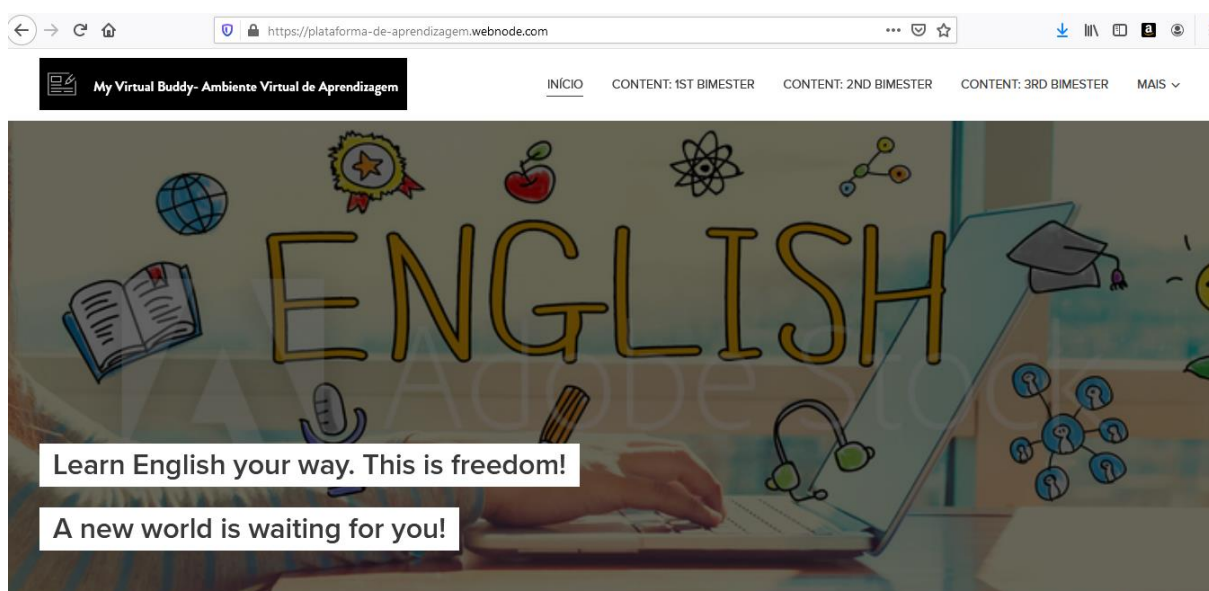 https://plataforma-de-aprendizagem.webnode.com
My Virtual Buddy- Ambiente Virtual de Aprendizagem
INÍCIO
CONTENT: 1ST BIMESTER
CONTENT: 2ND BIMESTER
CONTENT: 3RD BIMESTER
MAIS
ENGLISH
Adobe Stock
Learn English your way. This is freedom!
A new world is waiting for you!